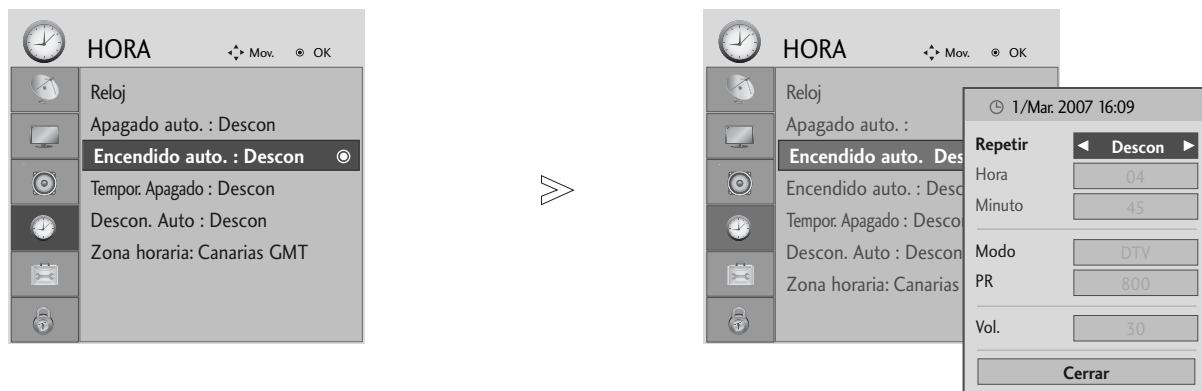 HORA Mov. OK
Reloj
Apagado auto. : Descon
Encendido auto. : Descon
Tempor. Apagado : Descon
Descon. Auto : Descon
Zona horaria: Canarias GMT
HORA Mov. OK
Reloj
Apagado auto. :
Encendido auto. Des
Encendido auto. : Desc
Tempor. Apagado : Desco
Descon. Auto : Descon
Zona horaria: Canarias
1/Mar. 2007 16:09
Repetir ◄ Descon ►
Hora 04
Minuto 45
Modo DTV
PR 800
Vol. 30
Cerrar